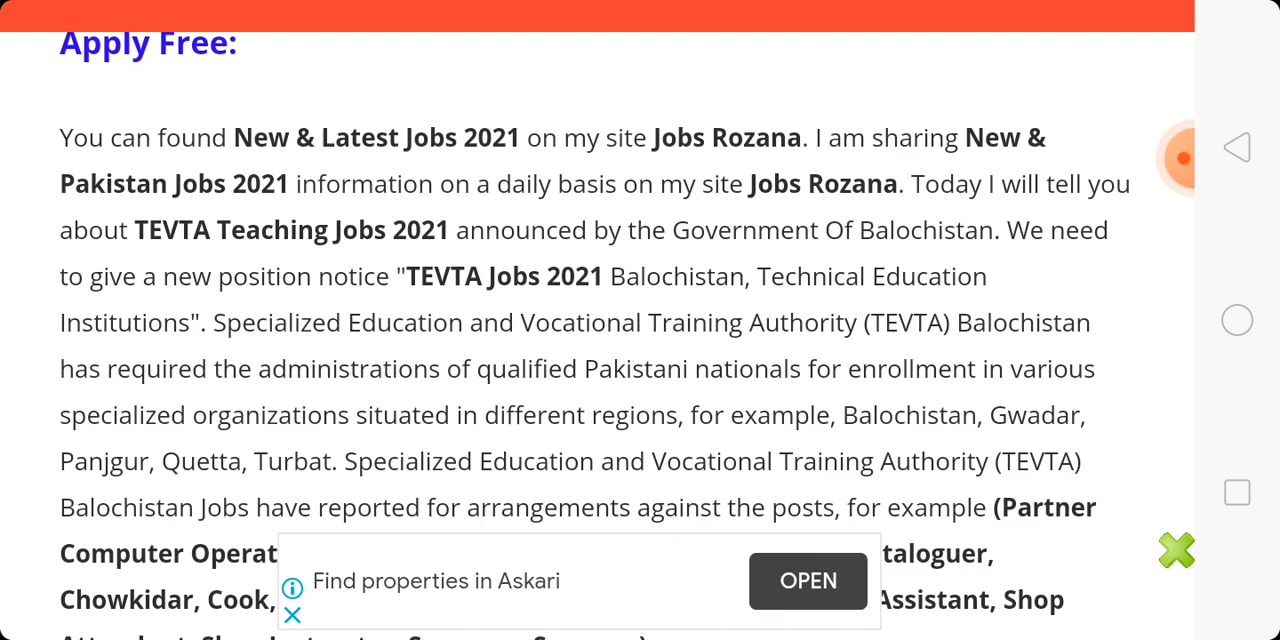 Apply Free:
You can found New & Latest Jobs 2021 on my site Jobs Rozana. I am sharing New &
Pakistan Jobs 2021 information on a daily basis on my site Jobs Rozana. Today I will tell you
about TEVTA Teaching Jobs 2021 announced by the Government Of Balochistan. We need
to give a new position notice "TEVTA Jobs 2021 Balochistan, Technical Education
Institutions". Specialized Education and Vocational Training Authority (TEVTA) Balochistan
has required the administrations of qualified Pakistani nationals for enrollment in various
specialized organizations situated in different regions, for example, Balochistan, Gwadar,
Panjgur, Quetta, Turbat. Specialized Education and Vocational Training Authority (TEVTA)
Balochistan Jobs have reported for arrangements against the posts, for example (Partner
Computer Operat taloguer,
Find properties in Askari OPEN
Chowkidar, Cook, Assistant, Shop